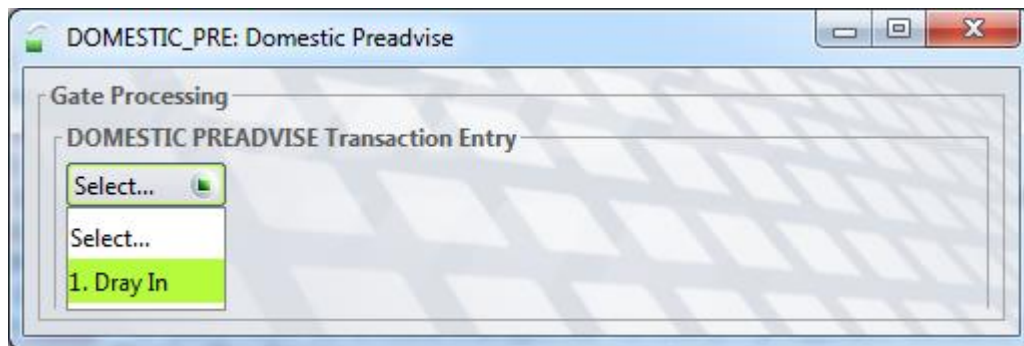 DOMESTIC_PRE: Domestic Preadvise
Gate Processing
DOMESTIC PREADVISE Transaction Entry
Select...
Select...
1. Dray In